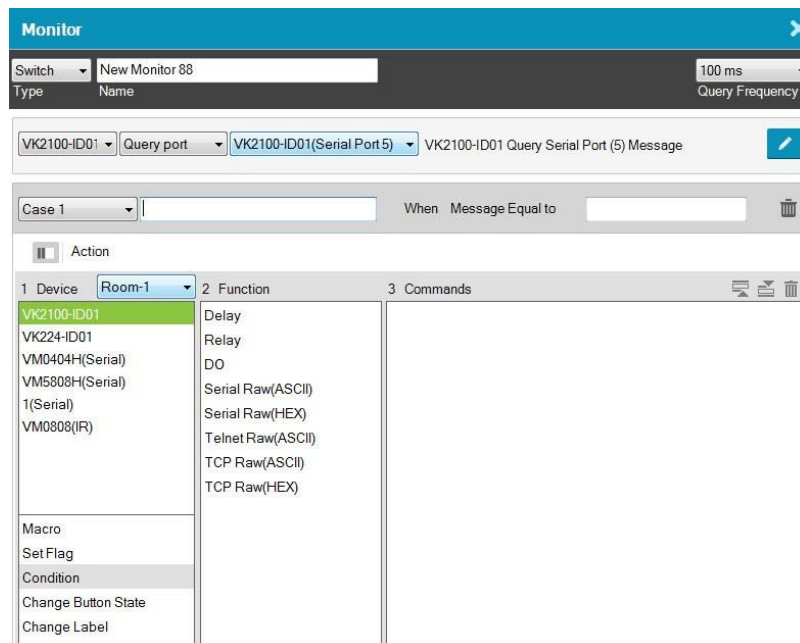 Monitor
Switch New Monitor 88 100 ms
Type Name Query Frequency
VK2100-ID01 Query port VK2100-ID01(Serial Port 5) VK2100-ID01 Query Serial Port (5) Message
Case 1 When Message Equal to
Action
1 Device Room-1 2 Function 3 Commands
VK2100-ID01 Delay
VK224-ID01 Relay
VM0404H(Serial) DO
VM5808H(Serial) Serial Raw(ASCII)
1(Serial) Serial Raw(HEX)
VM0808(IR) Telnet Raw(ASCII)
TCP Raw(ASCII)
TCP Raw(HEX)
Macro
Set Flag
Condition
Change Button State
Change Label